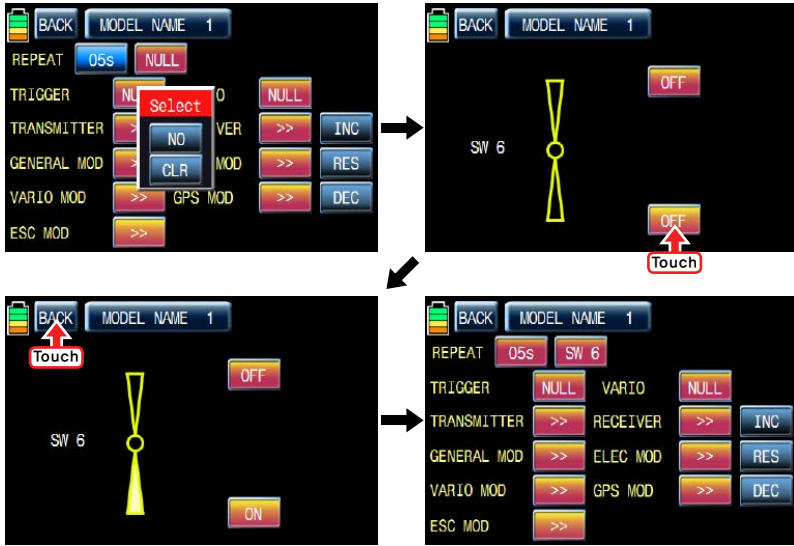 BACK MODEL NAME 1
REPEAT 05s NULL
TRIGGER NULL
Select
NO
CLR
TRANSMITTER VER >> INC
GENERAL MOD MOD >> RES
VARIO MOD >> GPS MOD >> DEC
ESC MOD >>
BACK MODEL NAME 1
OFF
SW 6
OFF
Touch
BACK MODEL NAME 1
Touch
OFF
SW 6
ON
BACK MODEL NAME 1
REPEAT 05s SW 6
TRIGGER NULL VARIO NULL
TRANSMITTER >> RECEIVER >> INC
GENERAL MOD >> ELEC MOD >> RES
VARIO MOD >> GPS MOD >> DEC
ESC MOD >>